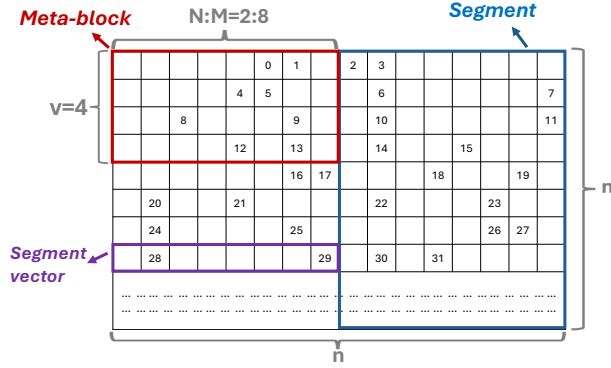 Meta-block
N:M=2:8
Segment
v=4
0 1 2 3
4 5 6 7
8 9 10 11
12 13 14 15
16 17 18 19
20 21 22 23
24 25 26 27
Segment
vector
28 29 30 31
... ... ... ... ... ... ... ... ... ... ... ... ... ... ... ... ... ... ... ... ... ... ... ... ... ... ... ... ... ... ... ...
... ... ... ... ... ... ... ... ... ... ... ... ... ... ... ... ... ... ... ... ... ... ... ... ... ... ... ... ... ... ... ...
n
n